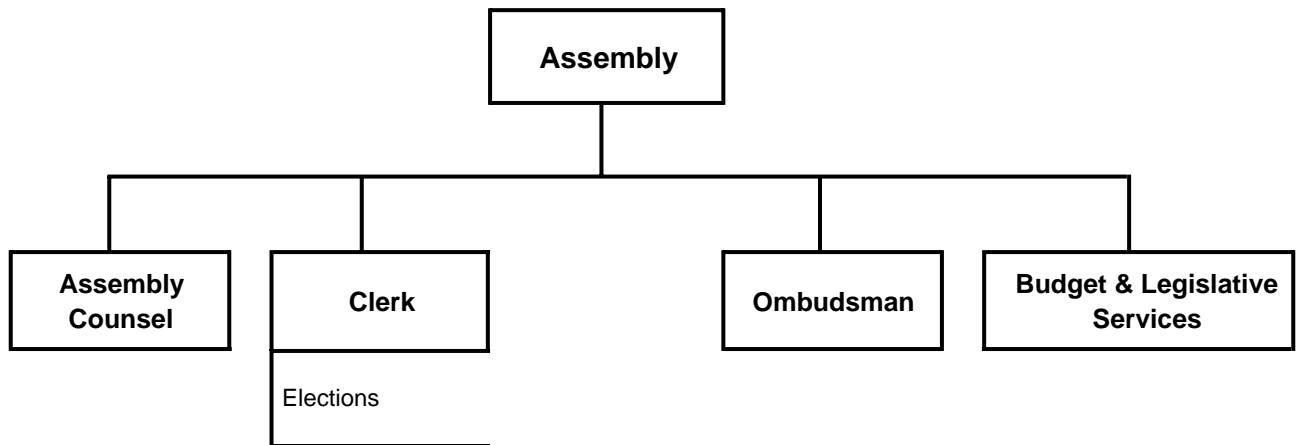 Assembly
Assembly
Counsel
Clerk
Ombudsman
Budget & Legislative
Services
Elections